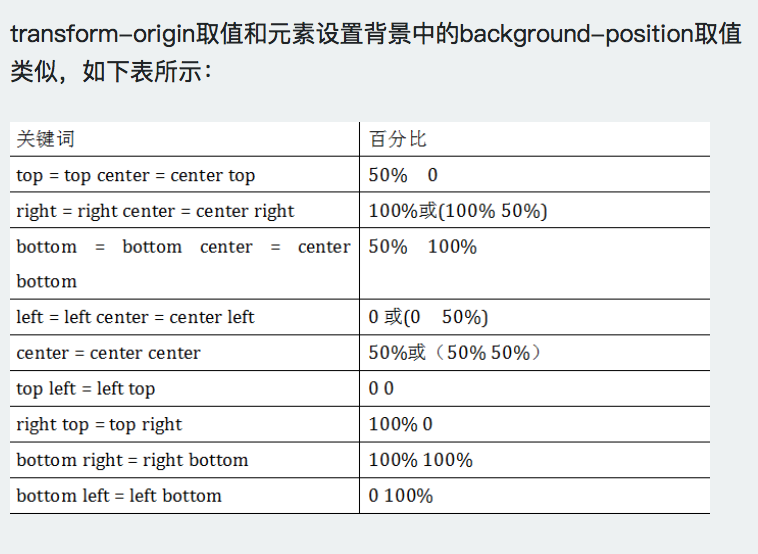 transform-origin取值和元素设置背景中的background-position取值
类似，如下表所示：
关键词 百分比
top = top center = center top 50% 0
right = right center = center right 100%或(100% 50%)
bottom = bottom center = center 50% 100%
bottom
left = left center = center left 0 或(0 50%)
center = center center 50%或（50% 50%）
top left = left top 0 0
right top = top right 100% 0
bottom right = right bottom 100% 100%
bottom left = left bottom 0 100%